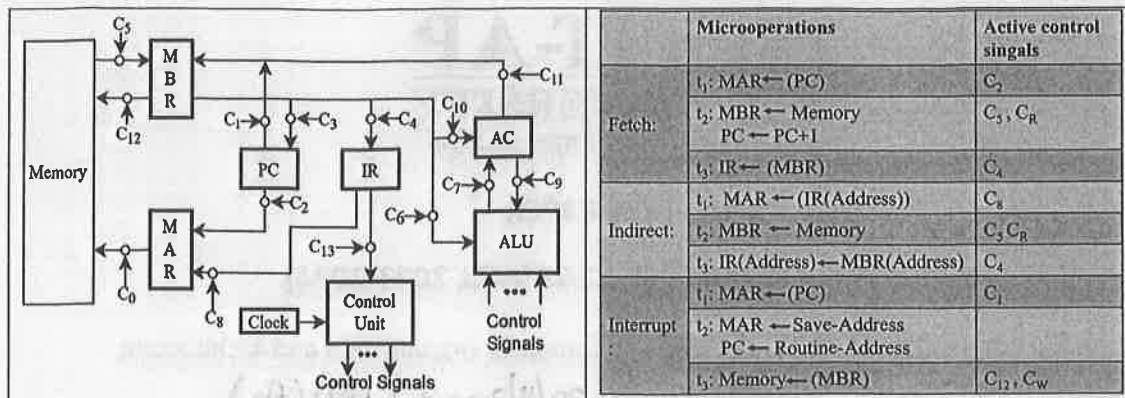 C5
M
B
R
C11
C12
C10
C1
C3
C4
AC
Memory
PC
IR
C7
C9
C2
C6
M
A
R
ALU
C13
C0
C8
Clock
Control
Unit
Control
Signals
Control Signals
Microoperations Active control
singals
Fetch: t1: MAR ← (PC) C2
t2: MBR ← Memory C5 , CR
PC ← PC+1
t3: IR ← (MBR) C4
Indirect: t1: MAR ← (IR(Address)) C8
t2: MBR ← Memory C5 CR
t3: IR(Address) ← MBR(Address) C4
Interrupt
:
t1: MAR ← (PC) C1
t2: MAR ← Save-Address
PC ← Routine-Address
t3: Memory ← (MBR) C12 , CW